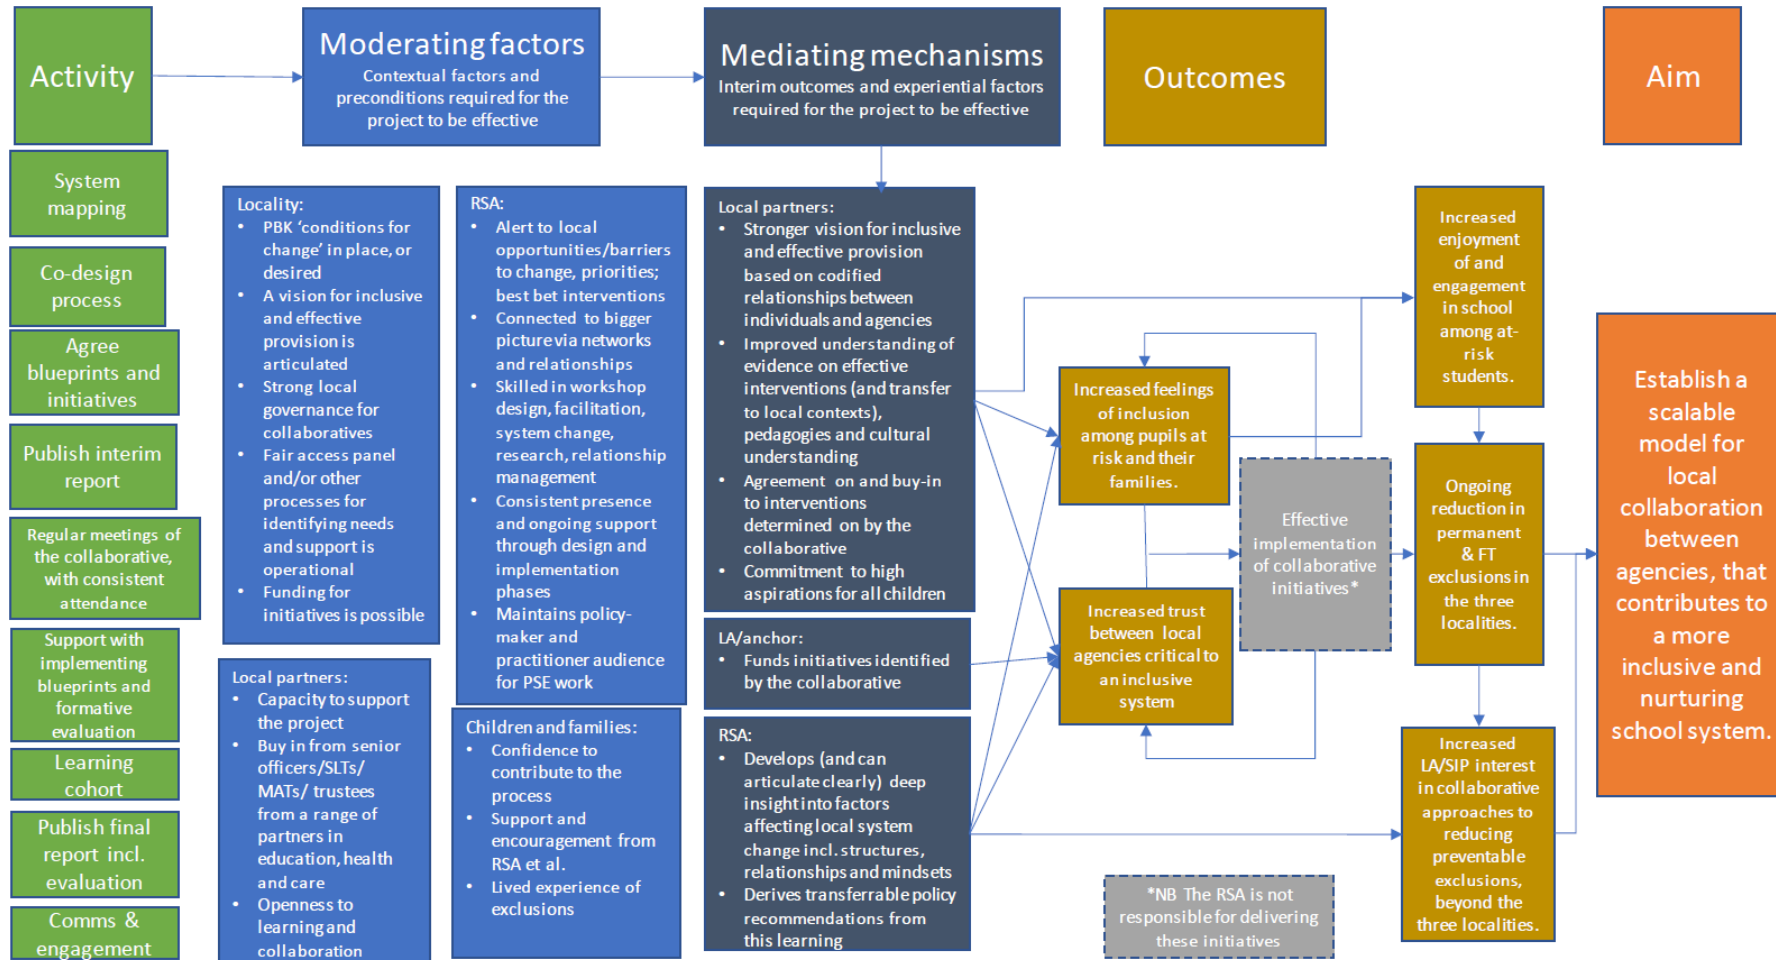 Activity
Moderating factors
Contextual factors and
preconditions required for the
project to be effective
Mediating mechanisms
Interim outcomes and experiential factors
required for the project to be effective
Outcomes
Aim
System
mapping
Co-design
process
Agree
blueprints and
initiatives
Publish interim
report
Regular meetings of
the collaborative,
with consistent
attendance
Support with
implementing
blueprints and
formative
evaluation
Learning
cohort
Publish final
report incl.
evaluation
Comms &
engagement
Locality:
• PBK ‘conditions for
change’ in place, or
desired
• A vision for inclusive
and effective
provision is
articulated
• Strong local
governance for
collaboratives
• Fair access panel
and/or other
processes for
identifying needs
and support is
operational
• Funding for
initiatives is possible
Local partners:
• Capacity to support
the project
• Buy in from senior
officers/SLTs/
MATs/ trustees
from a range of
partners in
education, health
and care
• Openness to
learning and
collaboration
RSA:
• Alert to local
opportunities/barriers
to change, priorities;
best bet interventions
• Connected to bigger
picture via networks
and relationships
• Skilled in workshop
design, facilitation,
system change,
research, relationship
management
• Consistent presence
and ongoing support
through design and
implementation
phases
• Maintains policy-
maker and
practitioner audience
for PSE work
Children and families:
• Confidence to
contribute to the
process
• Support and
encouragement from
RSA et al.
• Lived experience of
exclusions
Local partners:
• Stronger vision for inclusive
and effective provision
based on codified
relationships between
individuals and agencies
• Improved understanding of
evidence on effective
interventions (and transfer
to local contexts),
pedagogies and cultural
understanding
• Agreement on and buy-in
to interventions
determined on by the
collaborative
• Commitment to high
aspirations for all children
LA/anchor:
• Funds initiatives identified
by the collaborative
RSA:
• Develops (and can
articulate clearly) deep
insight into factors
affecting local system
change incl. structures,
relationships and mindsets
• Derives transferrable policy
recommendations from
this learning
Increased feelings
of inclusion
among pupils at
risk and their
families.
Increased trust
between local
agencies critical to
an inclusive
system
Effective
implementation
of collaborative
initiatives*
*NB The RSA is not
responsible for delivering
these initiatives
Increased
enjoyment
of and
engagement
in school
among at-
risk
students.
Ongoing
reduction in
permanent
& FT
exclusions in
the three
localities.
Increased
LA/SIP interest
in collaborative
approaches to
reducing
preventable
exclusions,
beyond the
three localities.
Establish a
scalable
model for
local
collaboration
between
agencies, that
contributes to
a more
inclusive and
nurturing
school system.